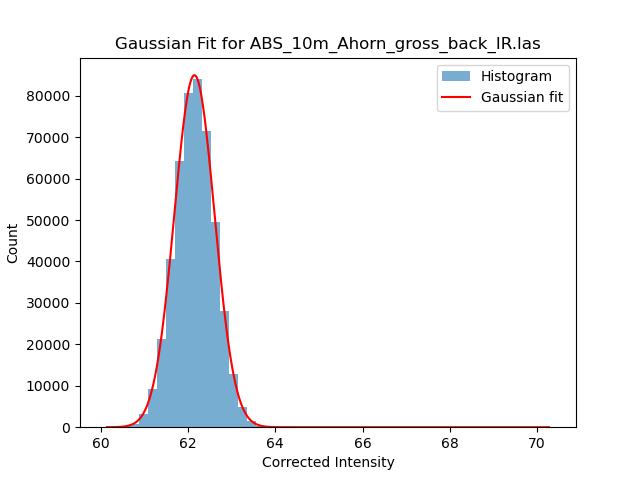 Gaussian Fit for ABS_10m_Ahorn_gross_back_IR.las
Histogram
Gaussian fit
Count
80000
70000
60000
50000
40000
30000
20000
10000
0
60 62 64 66 68 70
Corrected Intensity